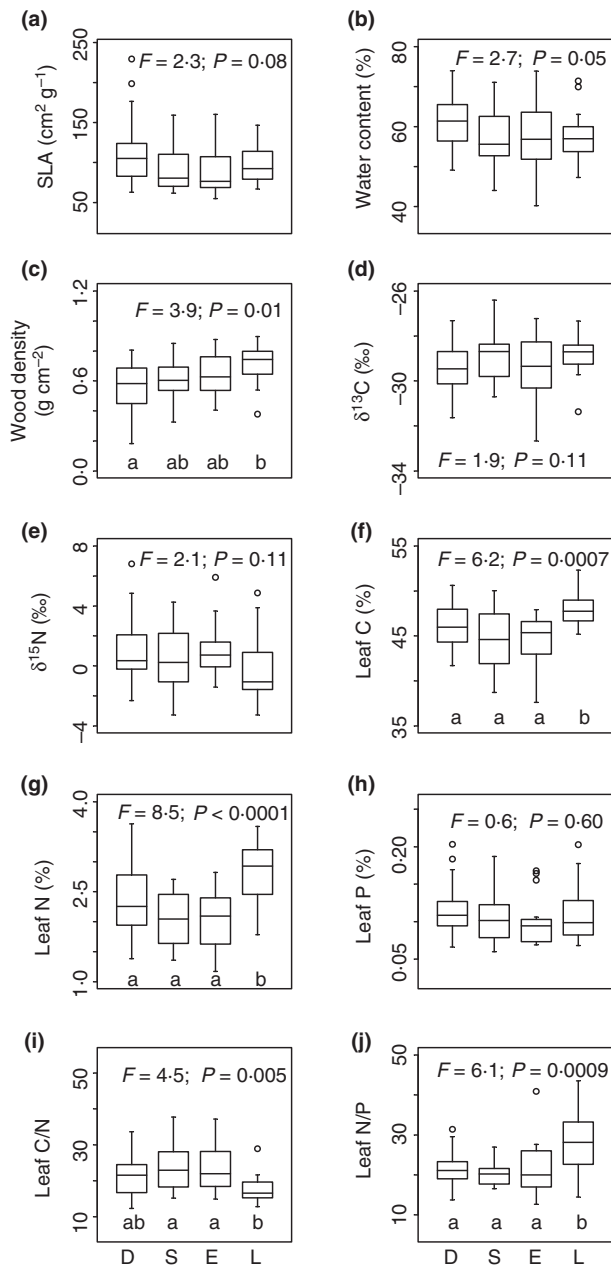 (a)
SLA (cm² g⁻¹)
250
150
50
F = 2·3; P = 0·08
(b)
Water content (%)
80
60
40
F = 2·7; P = 0·05
(c)
Wood density
(g cm⁻²)
1·2
0·6
0·0
F = 3·9; P = 0·01
a ab ab b
(d)
δ¹³C (‰)
−26
−30
−34
F = 1·9; P = 0·11
(e)
δ¹⁵N (‰)
8
4
0
−4
F = 2·1; P = 0·11
(f)
Leaf C (%)
55
45
35
F = 6·2; P = 0·0007
a a a b
(g)
Leaf N (%)
4·0
2·5
1·0
F = 8·5; P < 0·0001
a a a b
(h)
Leaf P (%)
0·20
0·05
F = 0·6; P = 0·60
(i)
Leaf C/N
50
30
10
F = 4·5; P = 0·005
ab a a b
D S E L
(j)
Leaf N/P
50
30
10
F = 6·1; P = 0·0009
a a a b
D S E L